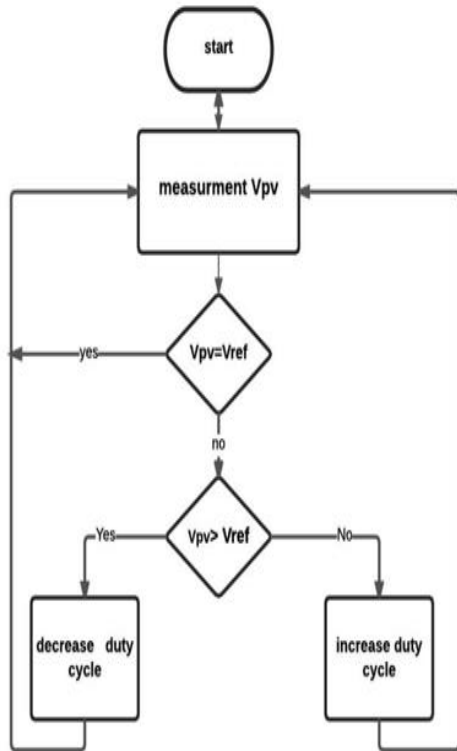 start
measurment Vpv
Vpv=Vref
yes
no
Vpv> Vref
Yes
No
decrease duty
cycle
increase duty
cycle